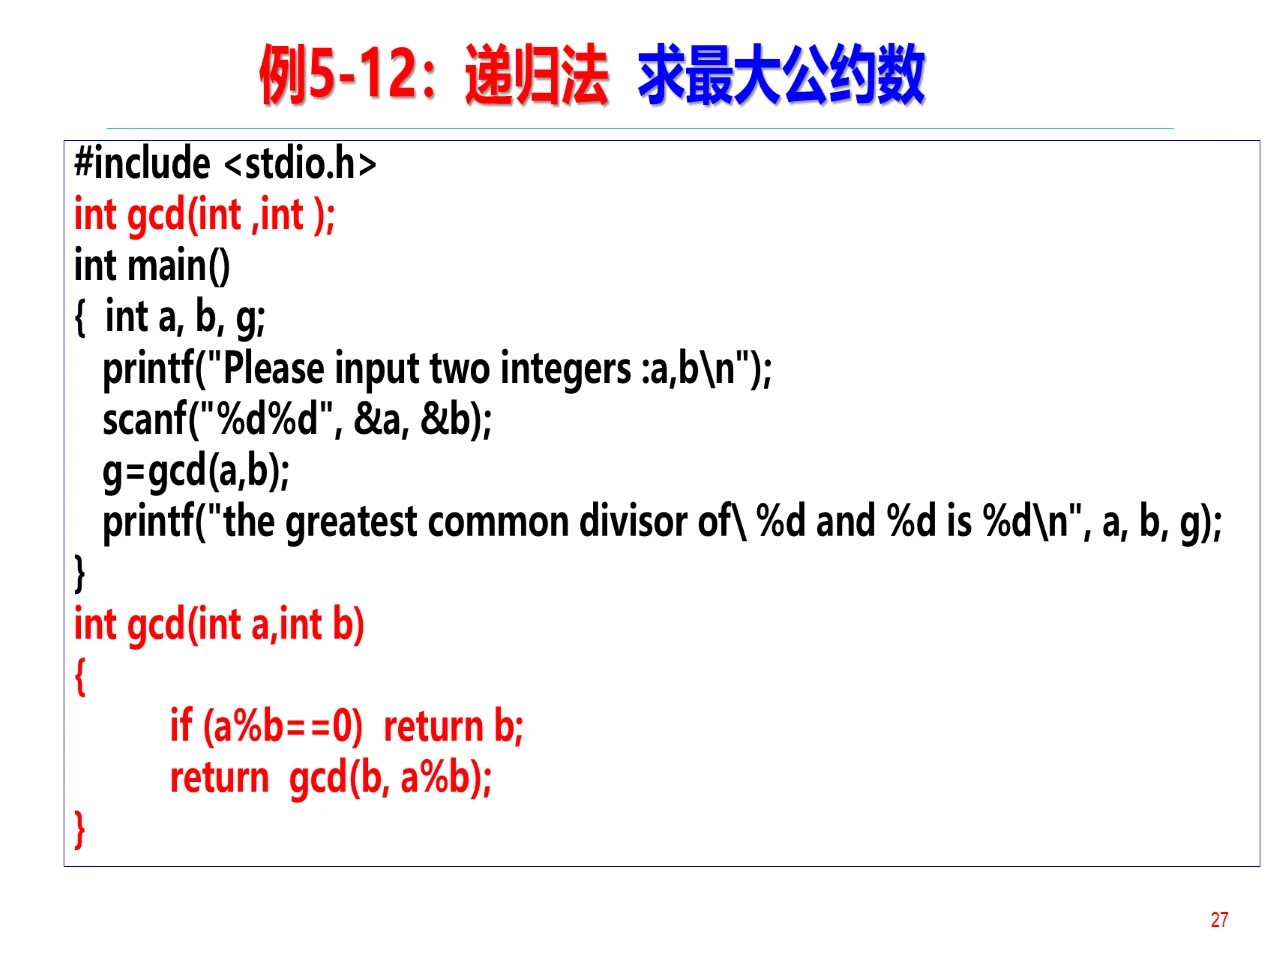 例5-12：递归法 求最大公约数
#include <stdio.h>
int gcd(int ,int );
int main()
{  int a, b, g;
   printf("Please input two integers :a,b\n");
   scanf("%d%d", &a, &b);
   g=gcd(a,b);
   printf("the greatest common divisor of\ %d and %d is %d\n", a, b, g);
}
int gcd(int a,int b)
{
          if (a%b==0)  return b;
          return  gcd(b, a%b);
}
27